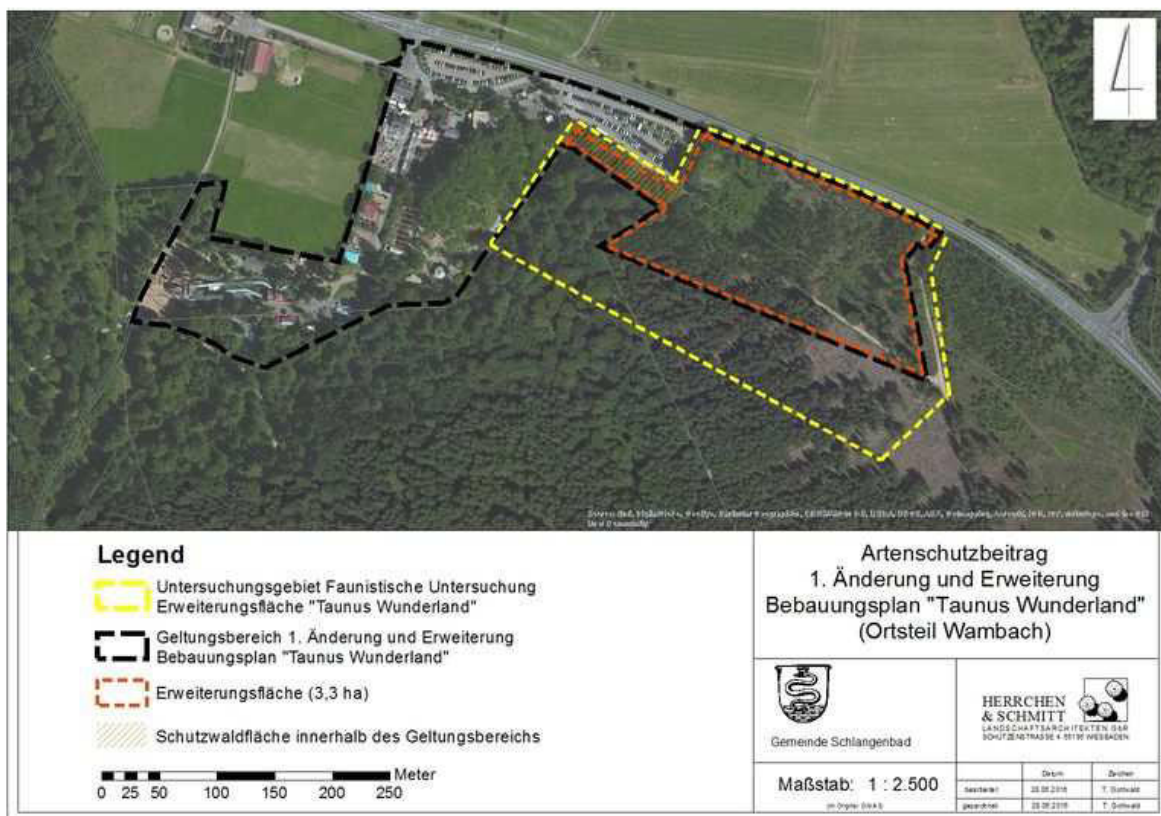 Legend
Untersuchungsgebiet Faunistische Untersuchung
Erweiterungsfläche "Taunus Wunderland"
Geltungsbereich 1. Änderung und Erweiterung
Bebauungsplan "Taunus Wunderland"
Erweiterungsfläche (3,3 ha)
Schutzwaldfläche innerhalb des Geltungsbereichs
Meter
0 25 50 100 150 200 250
Artenschutzbeitrag
1. Änderung und Erweiterung
Bebauungsplan "Taunus Wunderland"
(Ortsteil Wambach)
Gemeinde Schlangenbad
HERRCHEN
& SCHMITT
LANDSCHAFTSARCHITEKTEN GbR
Maßstab: 1 : 2.500
Datum Zeichen
bearbeitet
gezeichnet